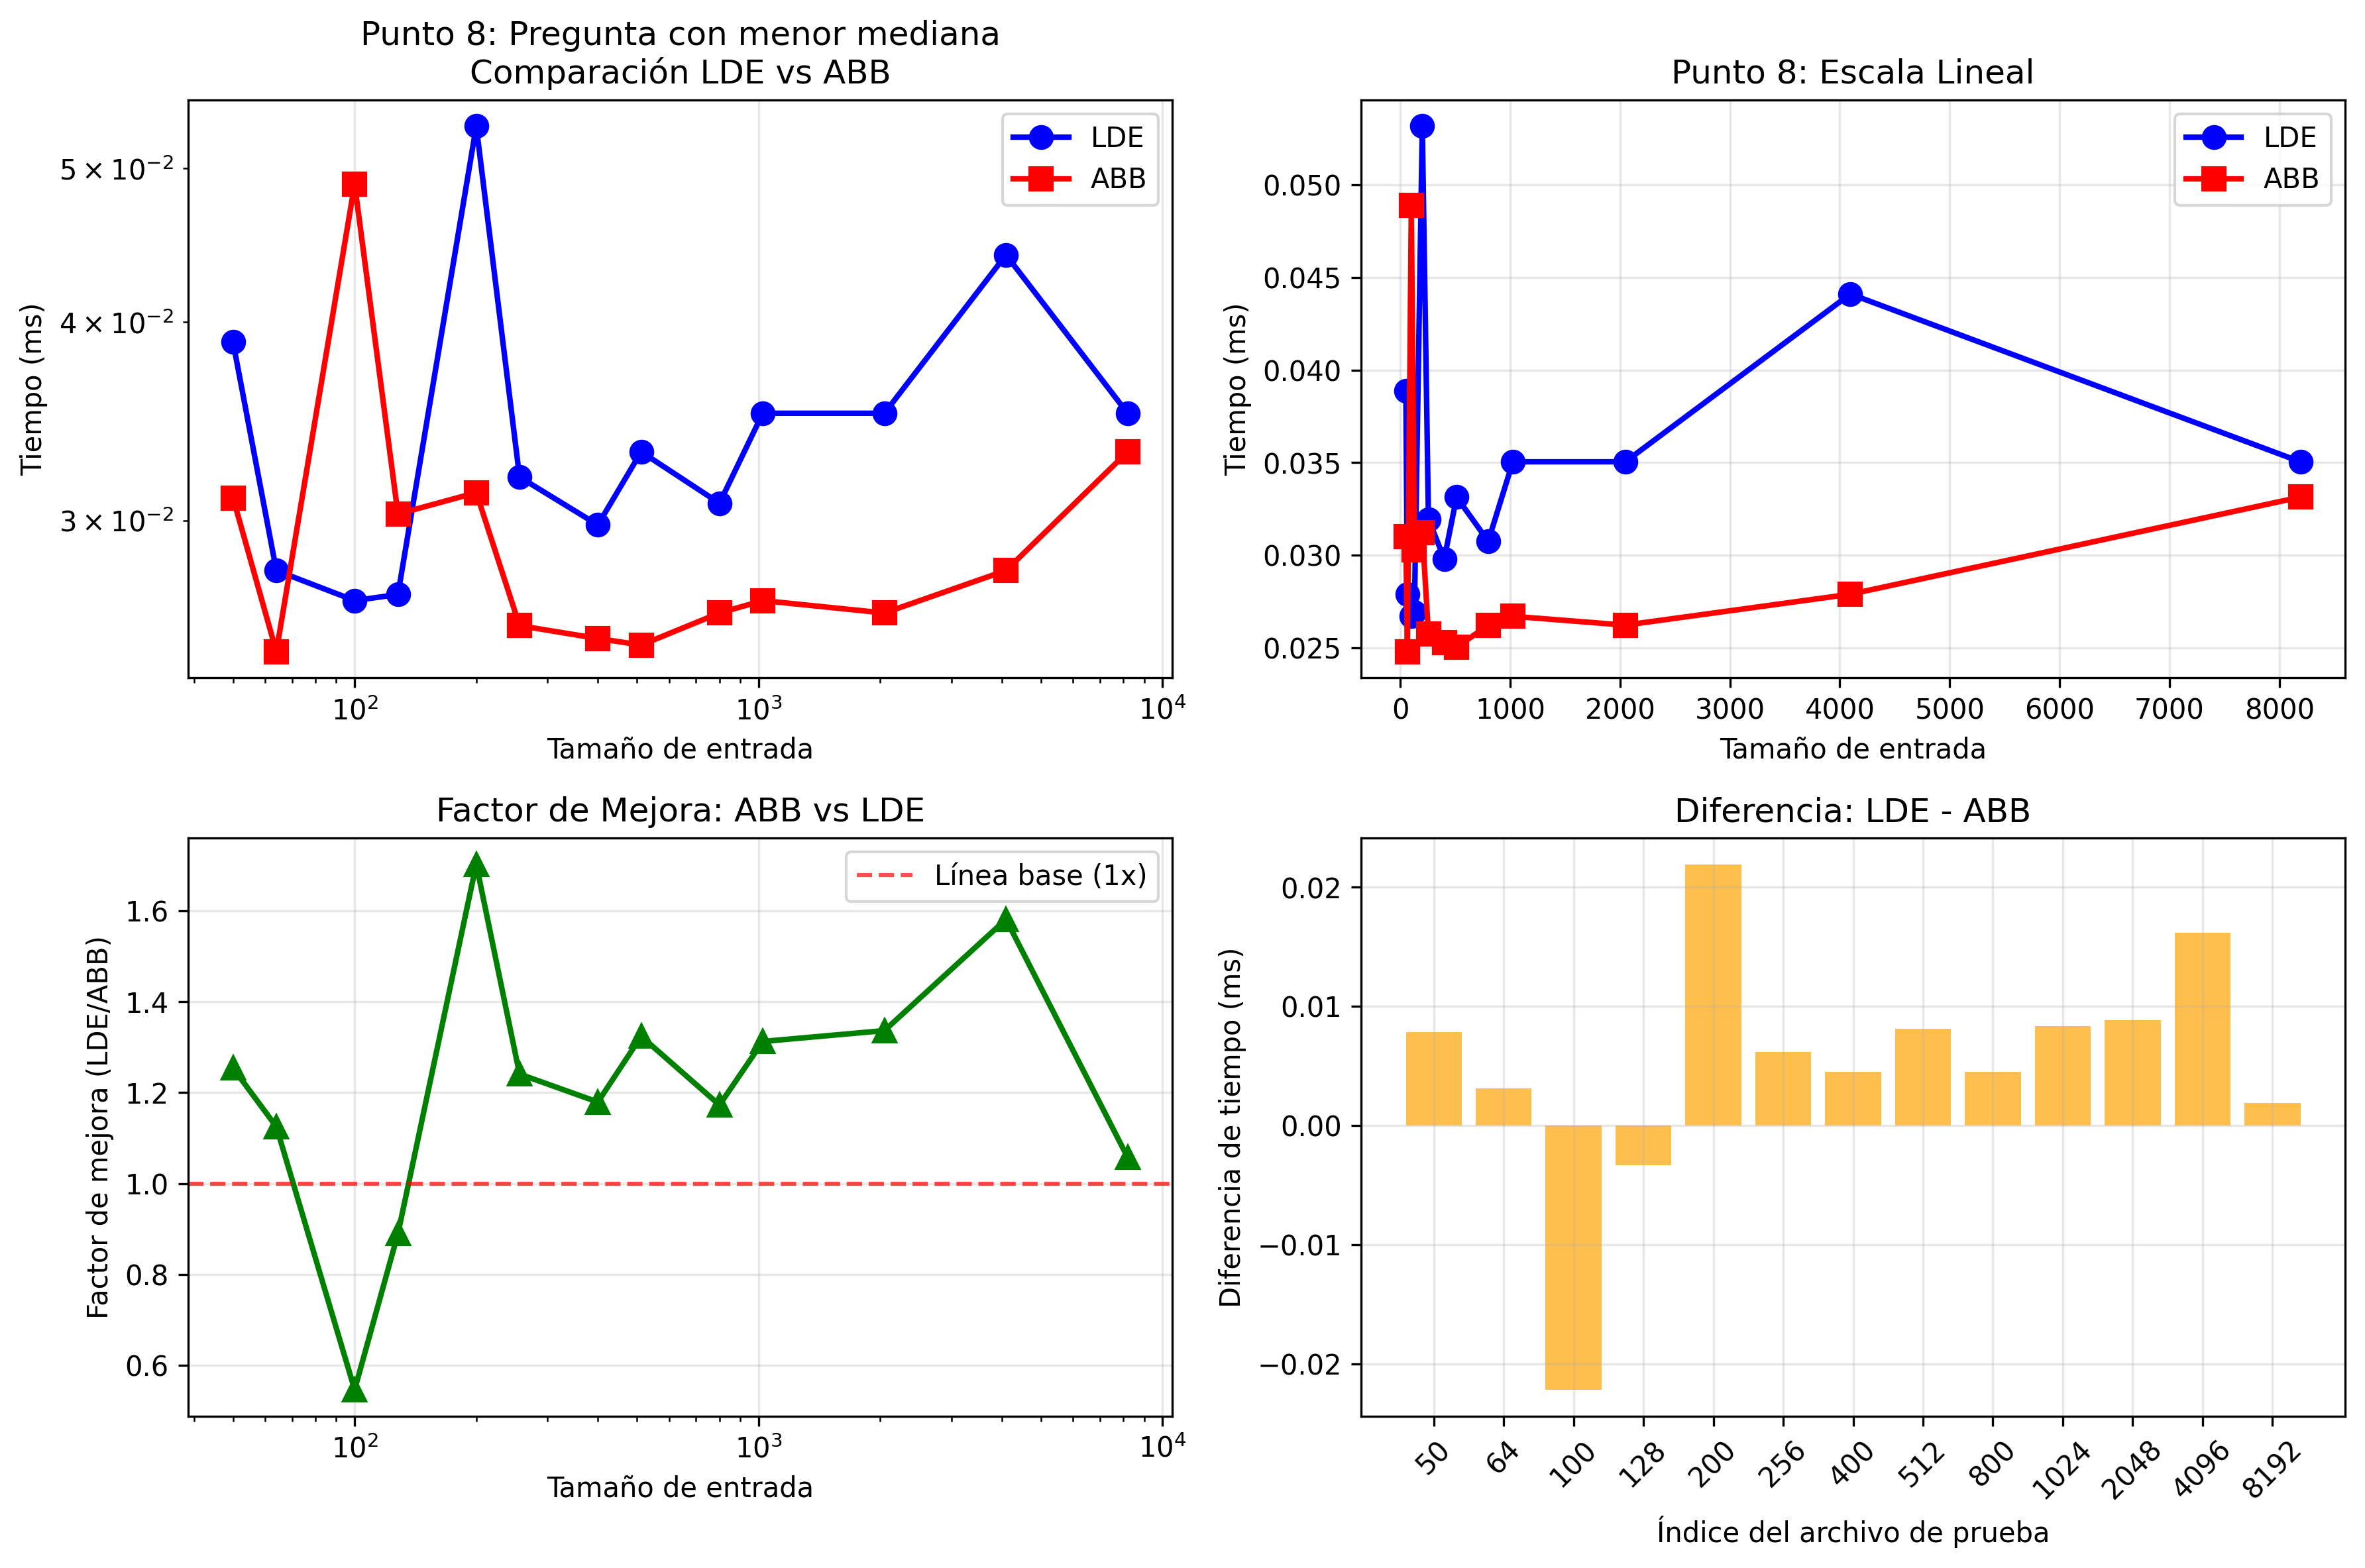 Punto 8: Pregunta con menor mediana
Comparación LDE vs ABB
5 × 10⁻²
4 × 10⁻²
3 × 10⁻²
Tiempo (ms)
LDE
ABB
10² 10³ 10⁴
Tamaño de entrada
Punto 8: Escala Lineal
0.050
0.045
0.040
0.035
0.030
0.025
Tiempo (ms)
LDE
ABB
0 1000 2000 3000 4000 5000 6000 7000 8000
Tamaño de entrada
Factor de Mejora: ABB vs LDE
Línea base (1x)
1.6
1.4
1.2
1.0
0.8
0.6
Factor de mejora (LDE/ABB)
10² 10³ 10⁴
Tamaño de entrada
Diferencia: LDE - ABB
0.02
0.01
0.00
−0.01
−0.02
Diferencia de tiempo (ms)
50 64 100 128 200 256 400 512 800 1024 2048 4096 8192
Índice del archivo de prueba